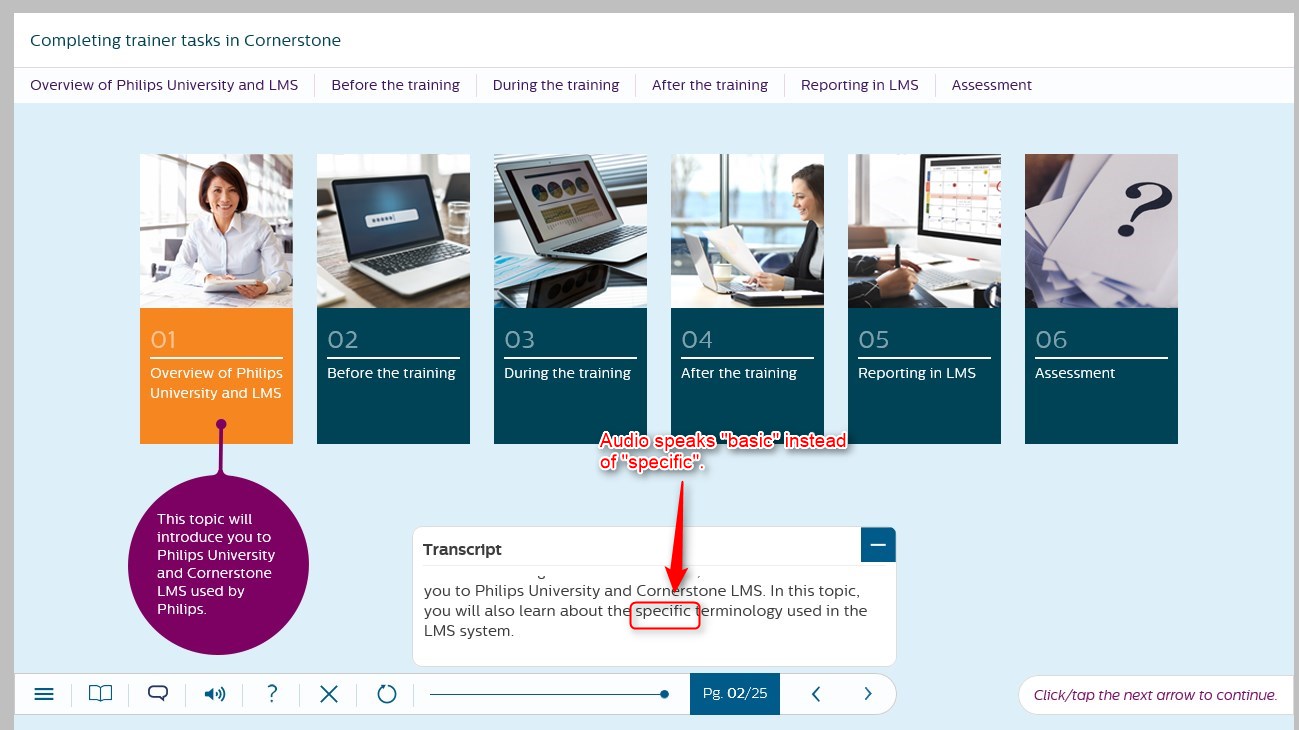 Completing trainer tasks in Cornerstone
Overview of Philips University and LMS
Before the training
During the training
After the training
Reporting in LMS
Assessment
01
Overview of Philips
University and LMS
02
Before the training
03
During the training
04
After the training
05
Reporting in LMS
06
Assessment
Audio speaks "basic" instead
of "specific".
This topic will
introduce you to
Philips University
and Cornerstone
LMS used by
Philips.
Transcript
you to Philips University and Cornerstone LMS. In this topic,
you will also learn about the specific terminology used in the
LMS system.
Pg. 02/25
Click/tap the next arrow to continue.